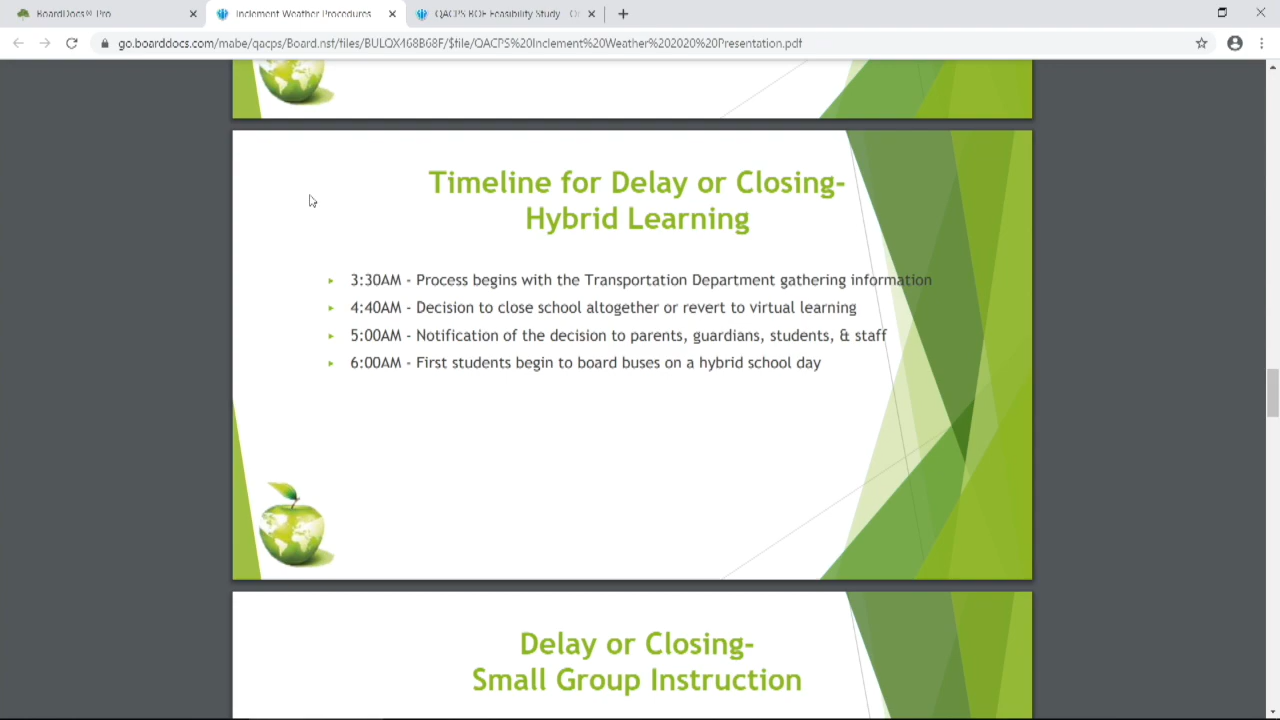 BoardDocs® Pro
Inclement Weather Procedures
QACPS BOE Feasibility Study
go.boarddocs.com/mabe/qacps/Board.nsf/files/BULQX468B68F/$file/QACPS%20Inclement%20Weather%202020%20Presentation.pdf
Timeline for Delay or Closing-
Hybrid Learning
3:30AM - Process begins with the Transportation Department gathering information
4:40AM - Decision to close school altogether or revert to virtual learning
5:00AM - Notification of the decision to parents, guardians, students, & staff
6:00AM - First students begin to board buses on a hybrid school day
Delay or Closing-
Small Group Instruction